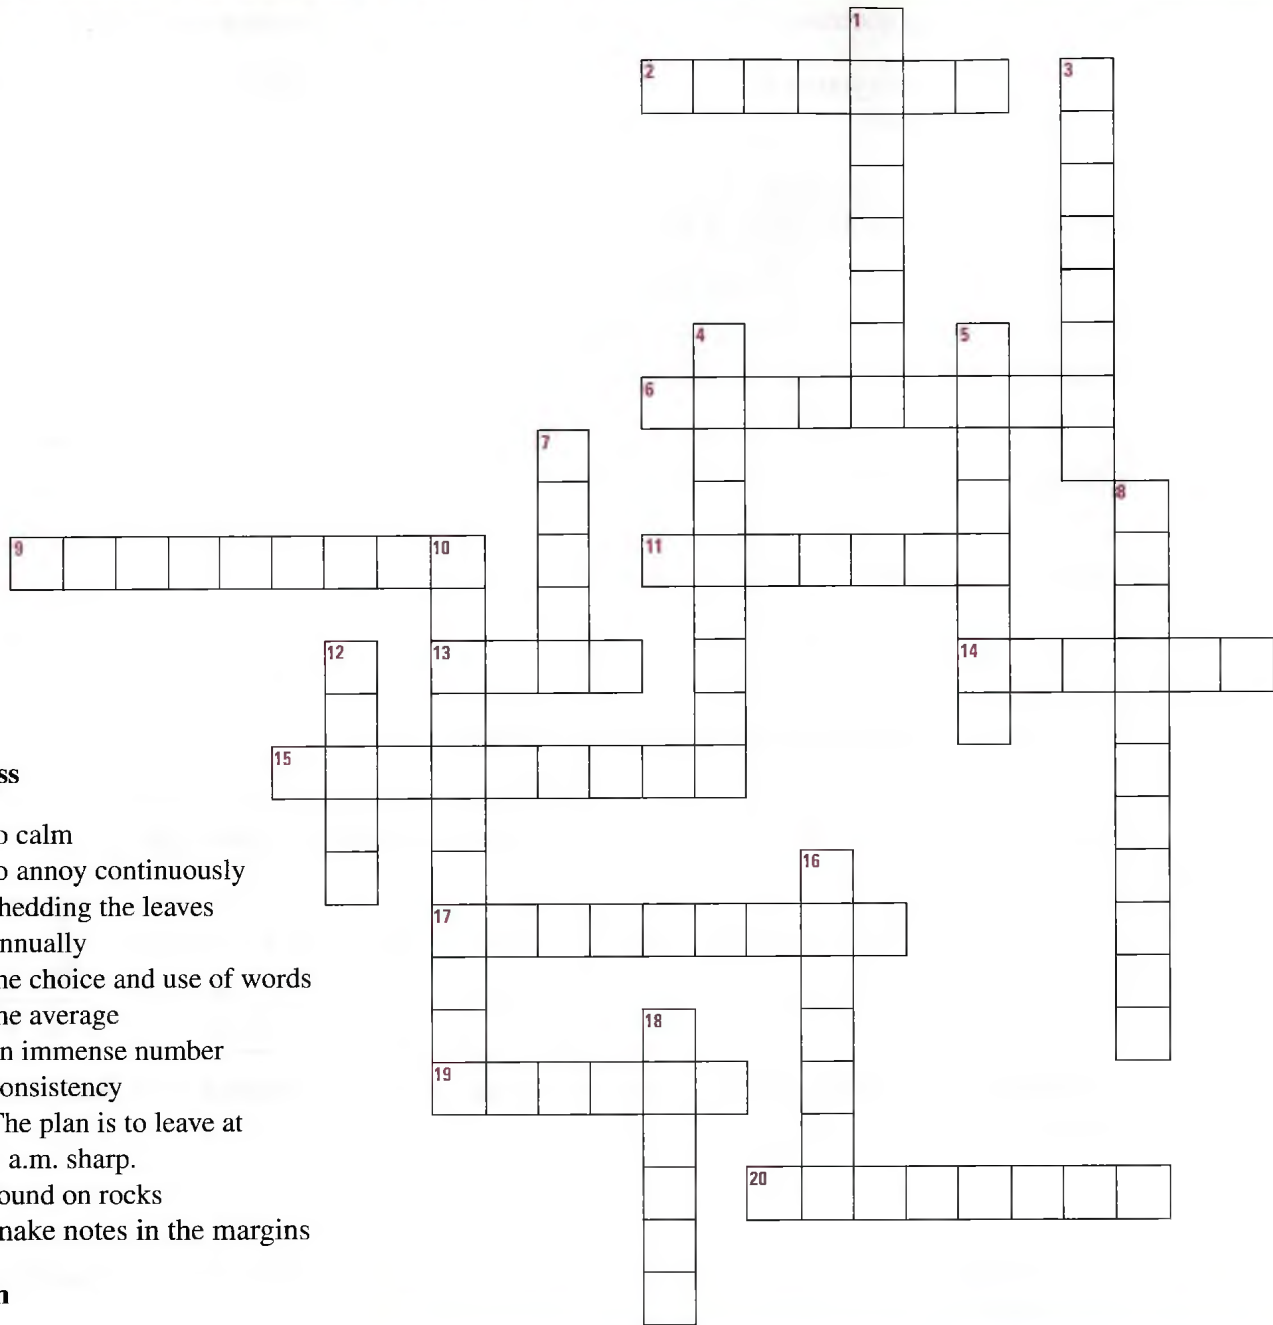 1
2
3
4
5
6
7
8
9
10
11
12
13
14
15
16
17
18
19
20
ss
o calm
o annoy continuously
hedding the leaves
nnually
he choice and use of words
he average
n immense number
onsistency
The plan is to leave at
a.m. sharp.
ound on rocks
make notes in the margins
n